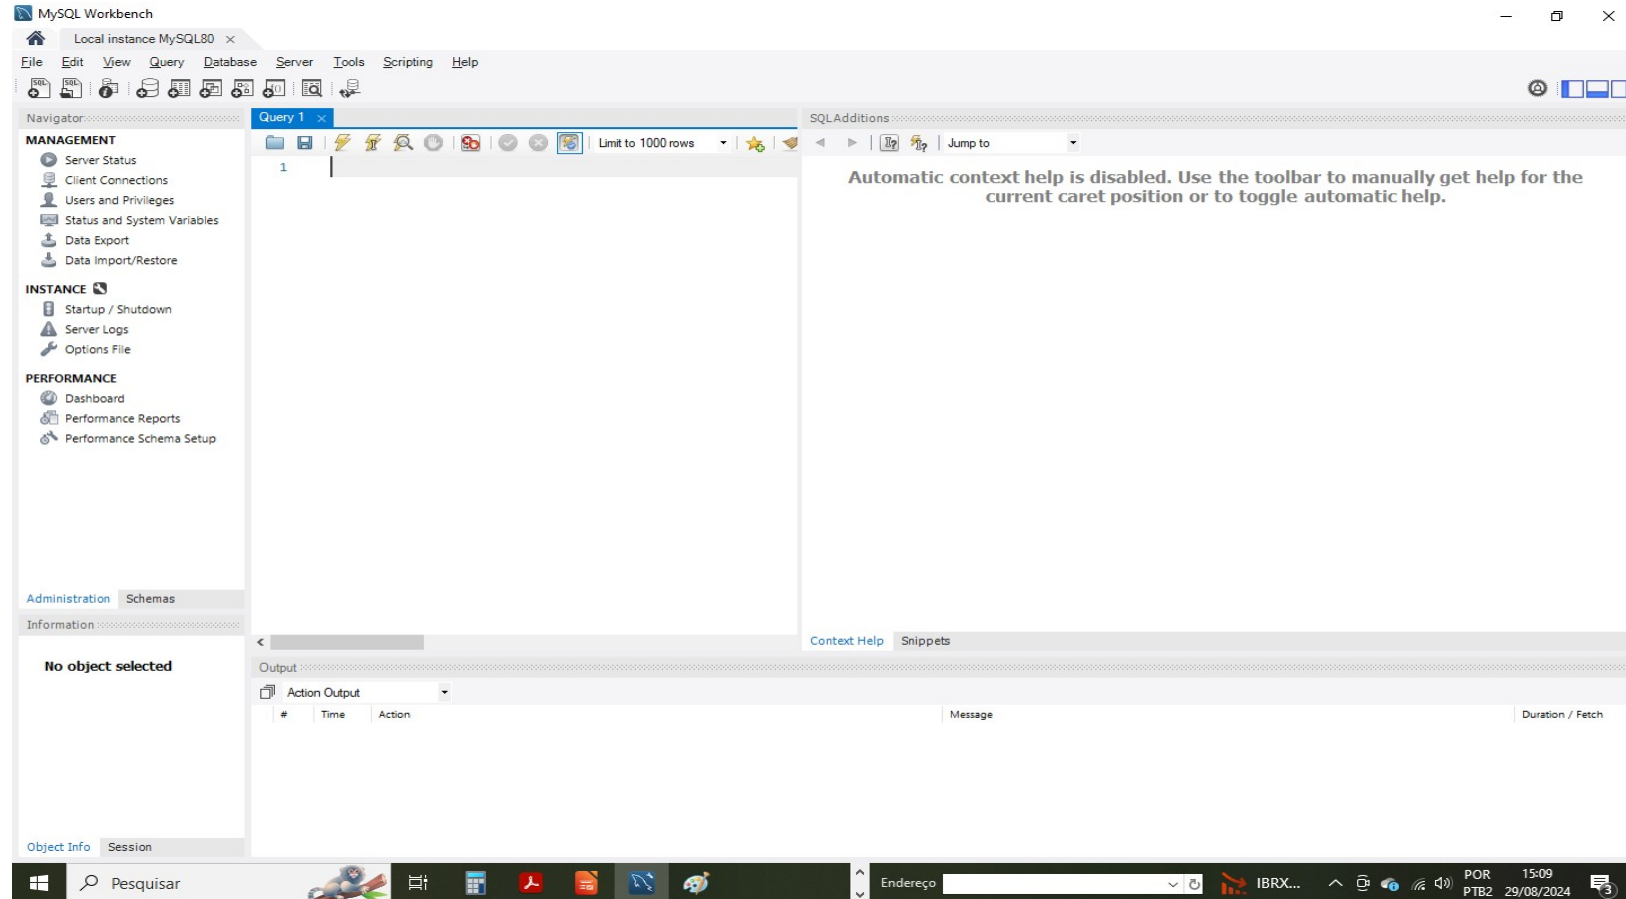 MySQL Workbench
Local instance MySQL80
File Edit View Query Database Server Tools Scripting Help
Navigator
MANAGEMENT
Server Status
Client Connections
Users and Privileges
Status and System Variables
Data Export
Data Import/Restore
INSTANCE
Startup / Shutdown
Server Logs
Options File
PERFORMANCE
Dashboard
Performance Reports
Performance Schema Setup
Administration Schemas
Information
No object selected
Object Info Session
Query 1
Limit to 1000 rows
1
SQLAdditions
Jump to
Automatic context help is disabled. Use the toolbar to manually get help for the
current caret position or to toggle automatic help.
Context Help Snippets
Output
Action Output
# Time Action Message Duration / Fetch
Pesquisar
Endereço
IBRX...
POR
PTB2
15:09
29/08/2024
3